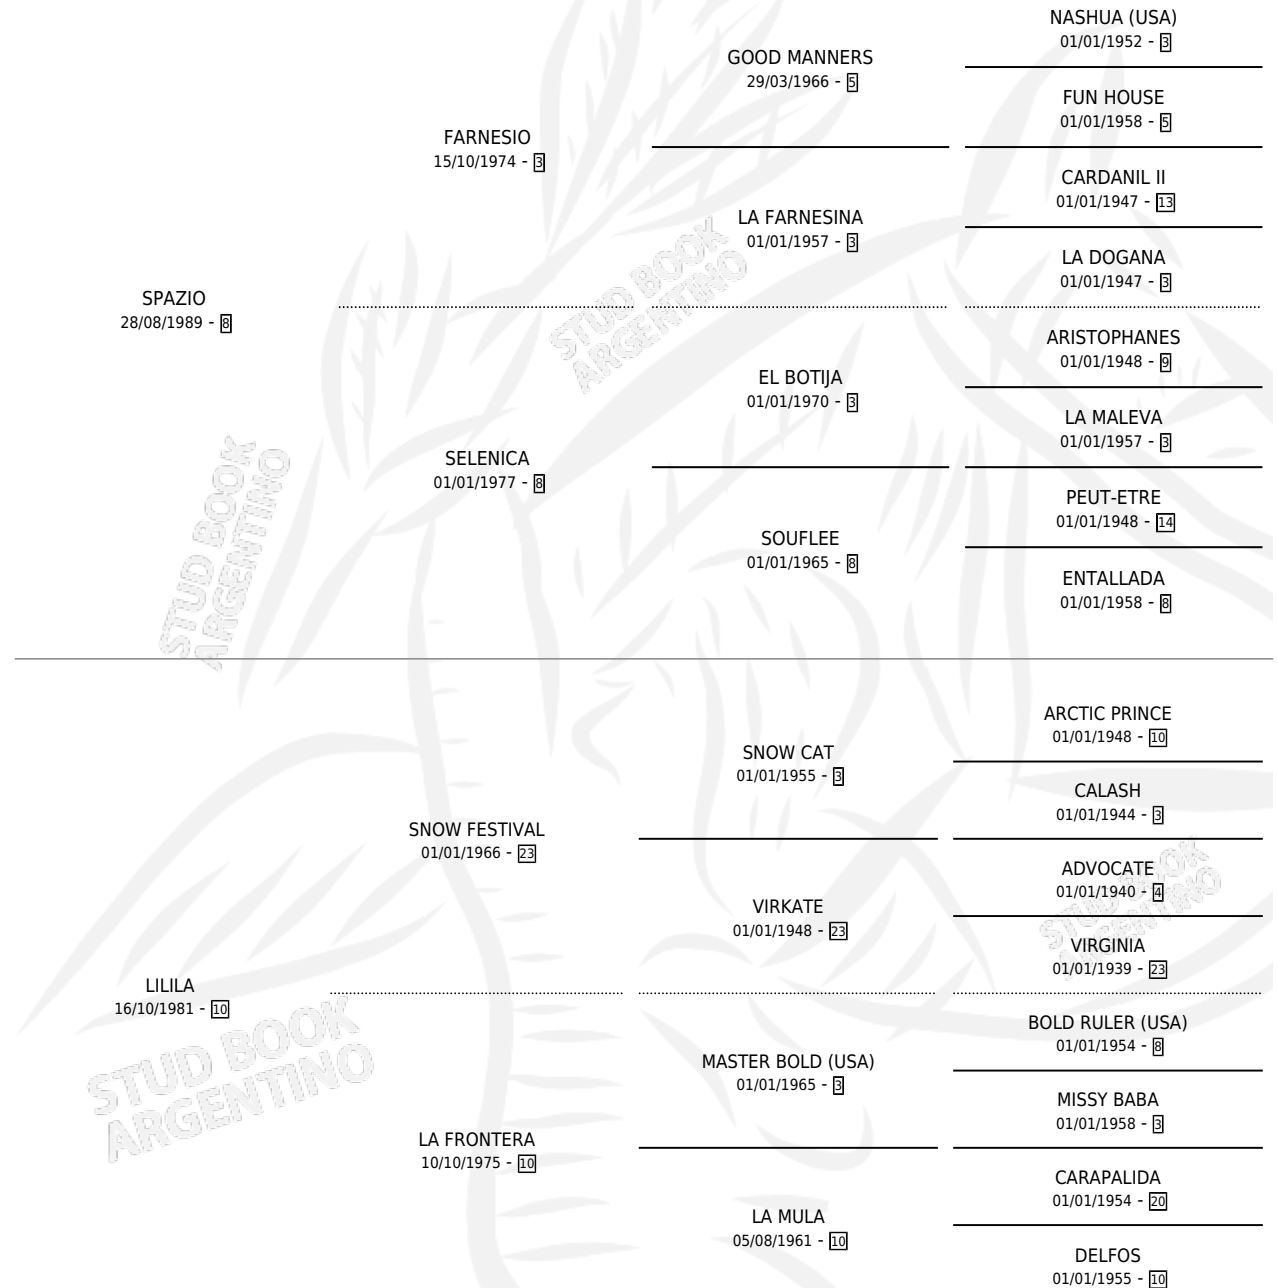 NASHUA (USA)
01/01/1952 - 3
GOOD MANNERS
29/03/1966 - 5
FUN HOUSE
01/01/1958 - 5
FARNESIO
15/10/1974 - 3
CARDANIL II
01/01/1947 - 13
LA FARNESINA
01/01/1957 - 3
LA DOGANA
01/01/1947 - 3
SPAZIO
28/08/1989 - 8
STUD BOOK
ARGENTINO
ARISTOPHANES
01/01/1948 - 9
EL BOTIJA
01/01/1970 - 3
LA MALEVA
01/01/1957 - 3
SELENICA
01/01/1977 - 8
STUD BOOK
ARGENTINO
PEUT-ETRE
01/01/1948 - 14
SOUFLEE
01/01/1965 - 8
ENTALLADA
01/01/1958 - 8
ARCTIC PRINCE
01/01/1948 - 10
SNOW CAT
01/01/1955 - 3
CALASH
01/01/1944 - 3
SNOW FESTIVAL
01/01/1966 - 23
ADVOCATE
01/01/1940 - 4
STUD BOOK
ARGENTINO
VIRKATE
01/01/1948 - 23
VIRGINIA
01/01/1939 - 23
LILILA
16/10/1981 - 10
STUD BOOK
ARGENTINO
BOLD RULER (USA)
01/01/1954 - 8
MASTER BOLD (USA)
01/01/1965 - 3
MISSY BABA
01/01/1958 - 3
LA FRONTERA
10/10/1975 - 10
CARAPALIDA
01/01/1954 - 20
LA MULA
05/08/1961 - 10
DELFOS
01/01/1955 - 10